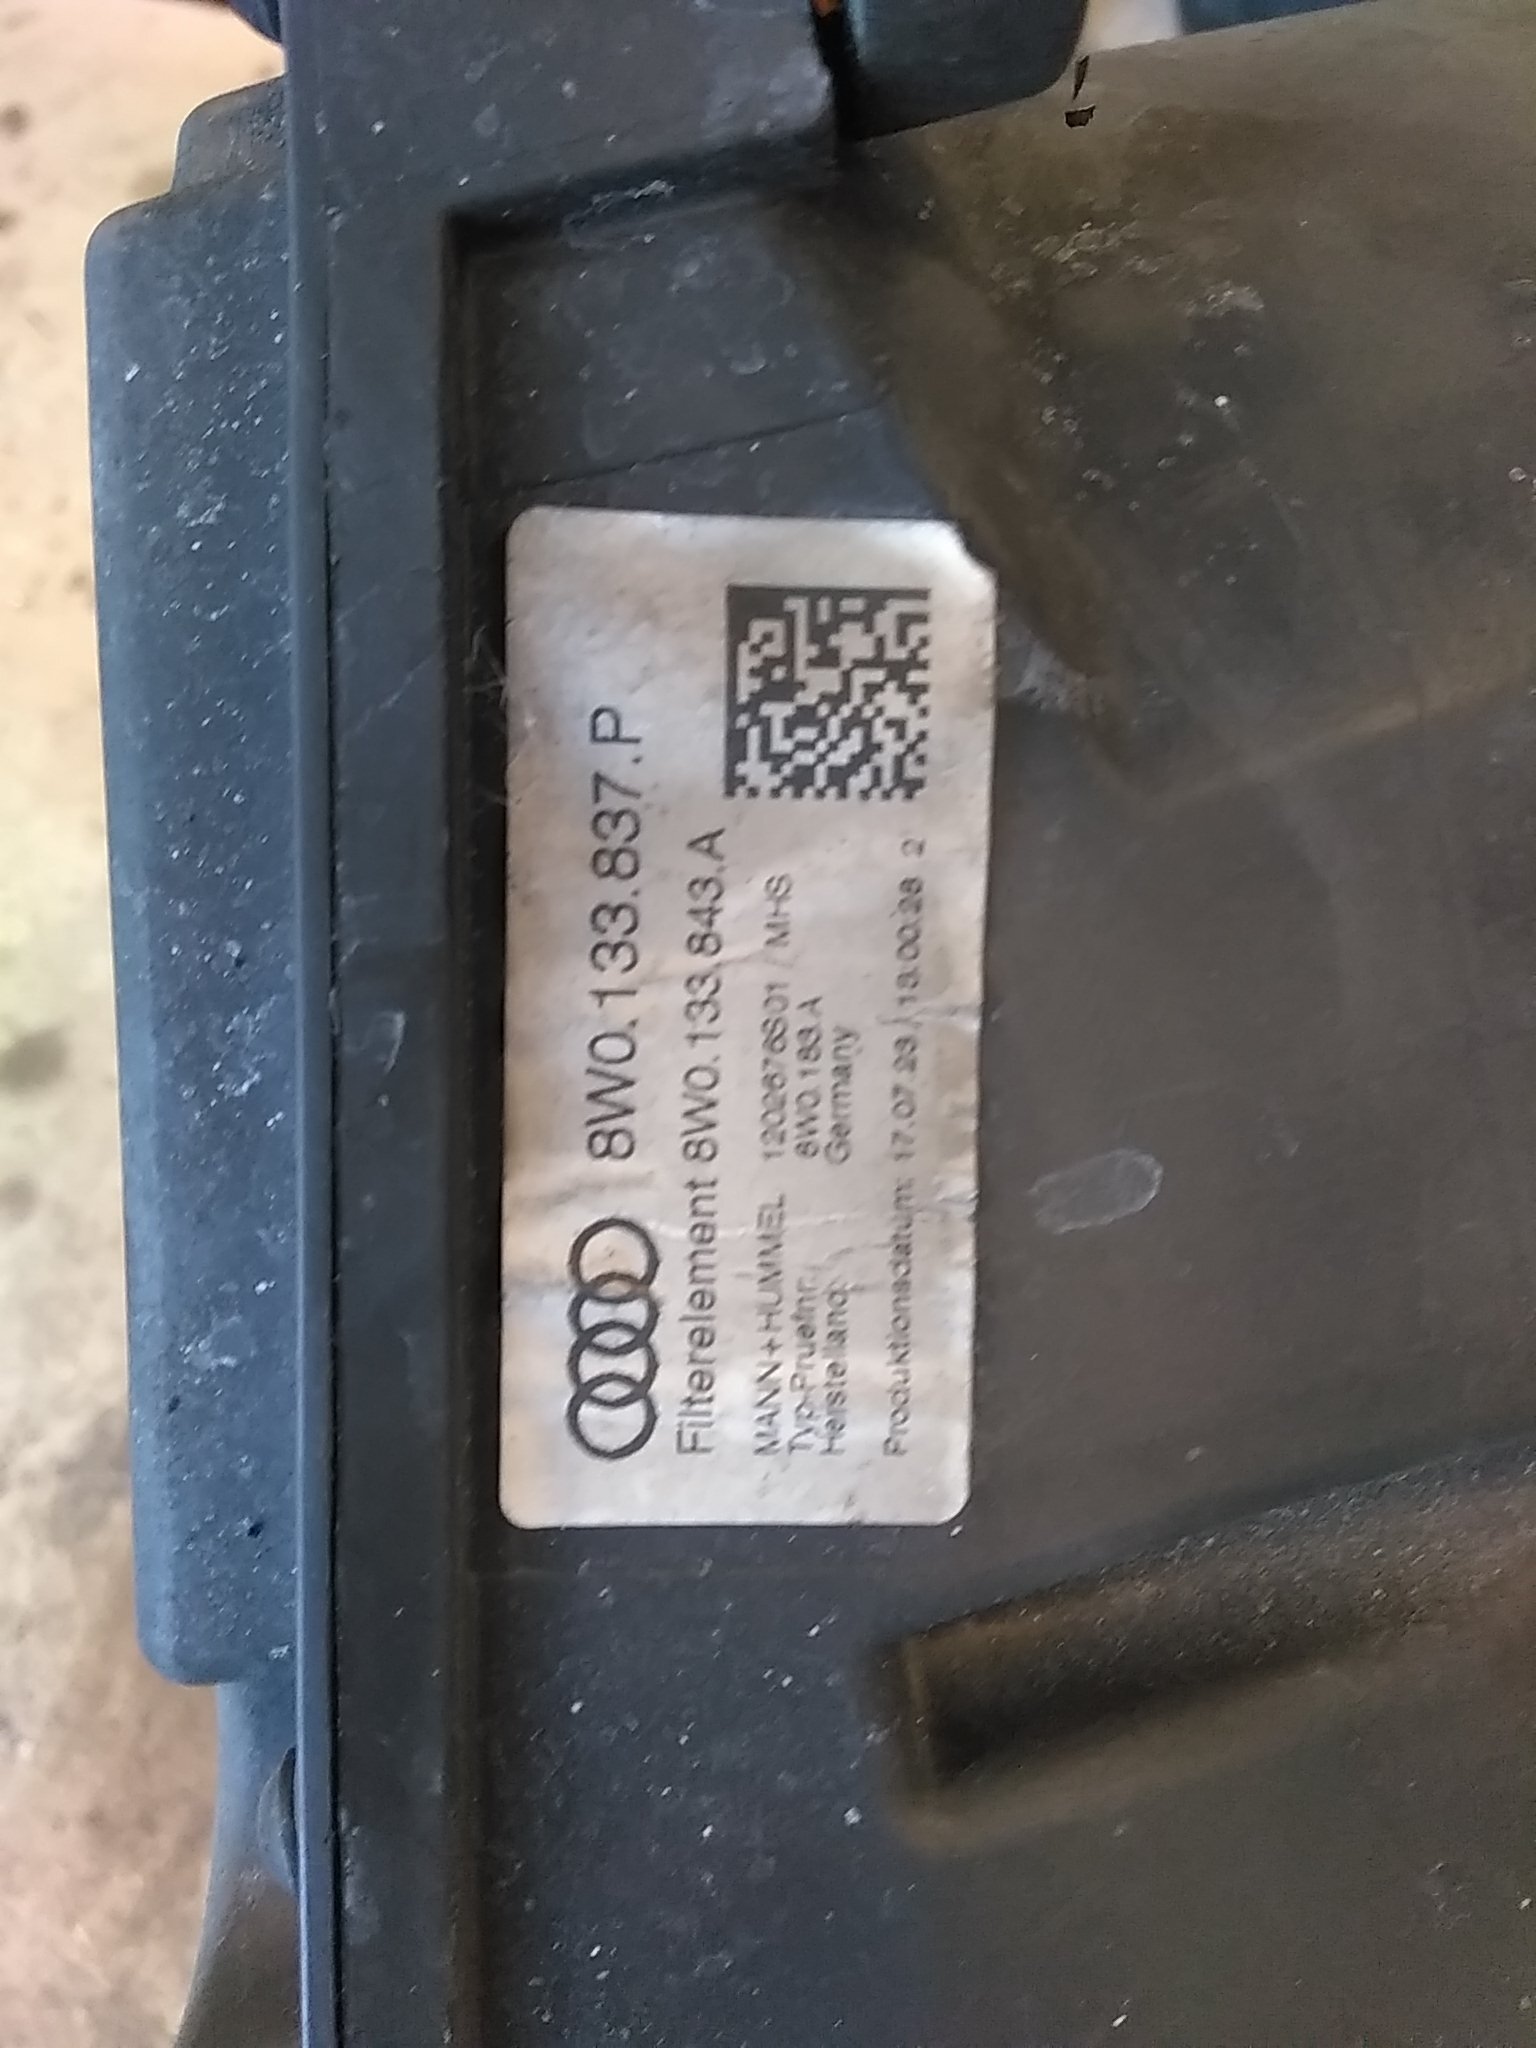 8W0.133.837.P
Filterelement 8W0.133.843.A
MANN+HUMMEL 1202676S01 / MHS
Typ-Pruefnr.: 8W0.183.A
Herstelland: Germany
Produktionsdatum: 17.07.23 / 13:00:28 2